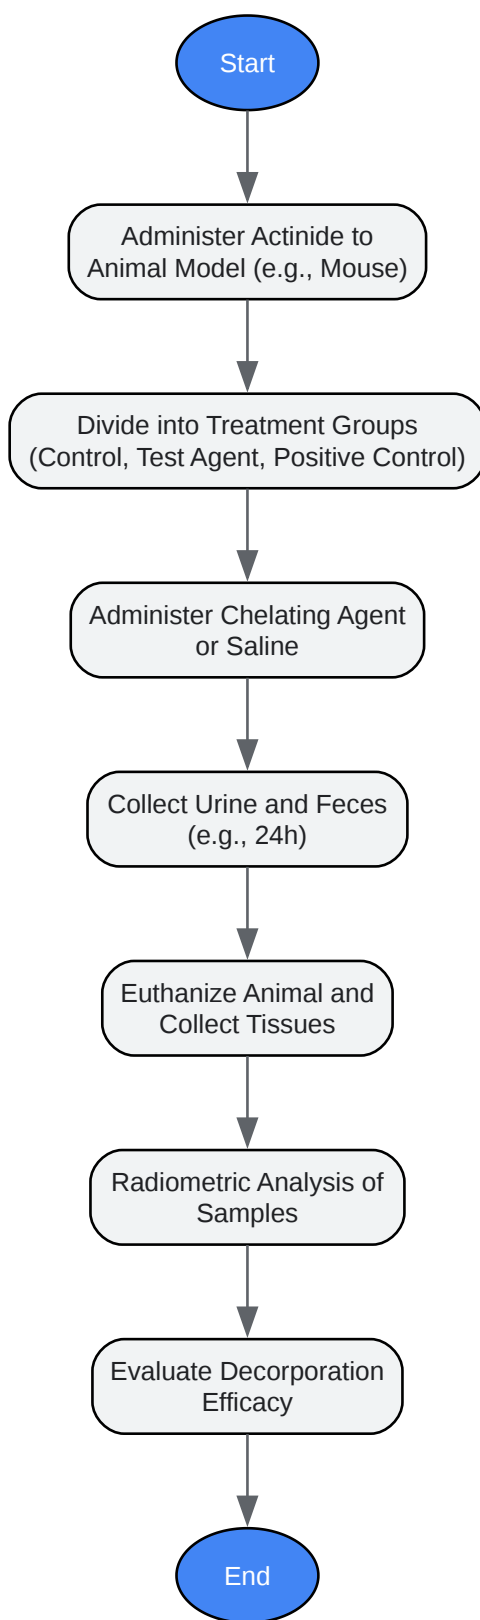 Start
Administer Actinide to
Animal Model (e.g., Mouse)
Divide into Treatment Groups
(Control, Test Agent, Positive Control)
Administer Chelating Agent
or Saline
Collect Urine and Feces
(e.g., 24h)
Euthanize Animal and
Collect Tissues
Radiometric Analysis of
Samples
Evaluate Decorporation
Efficacy
End